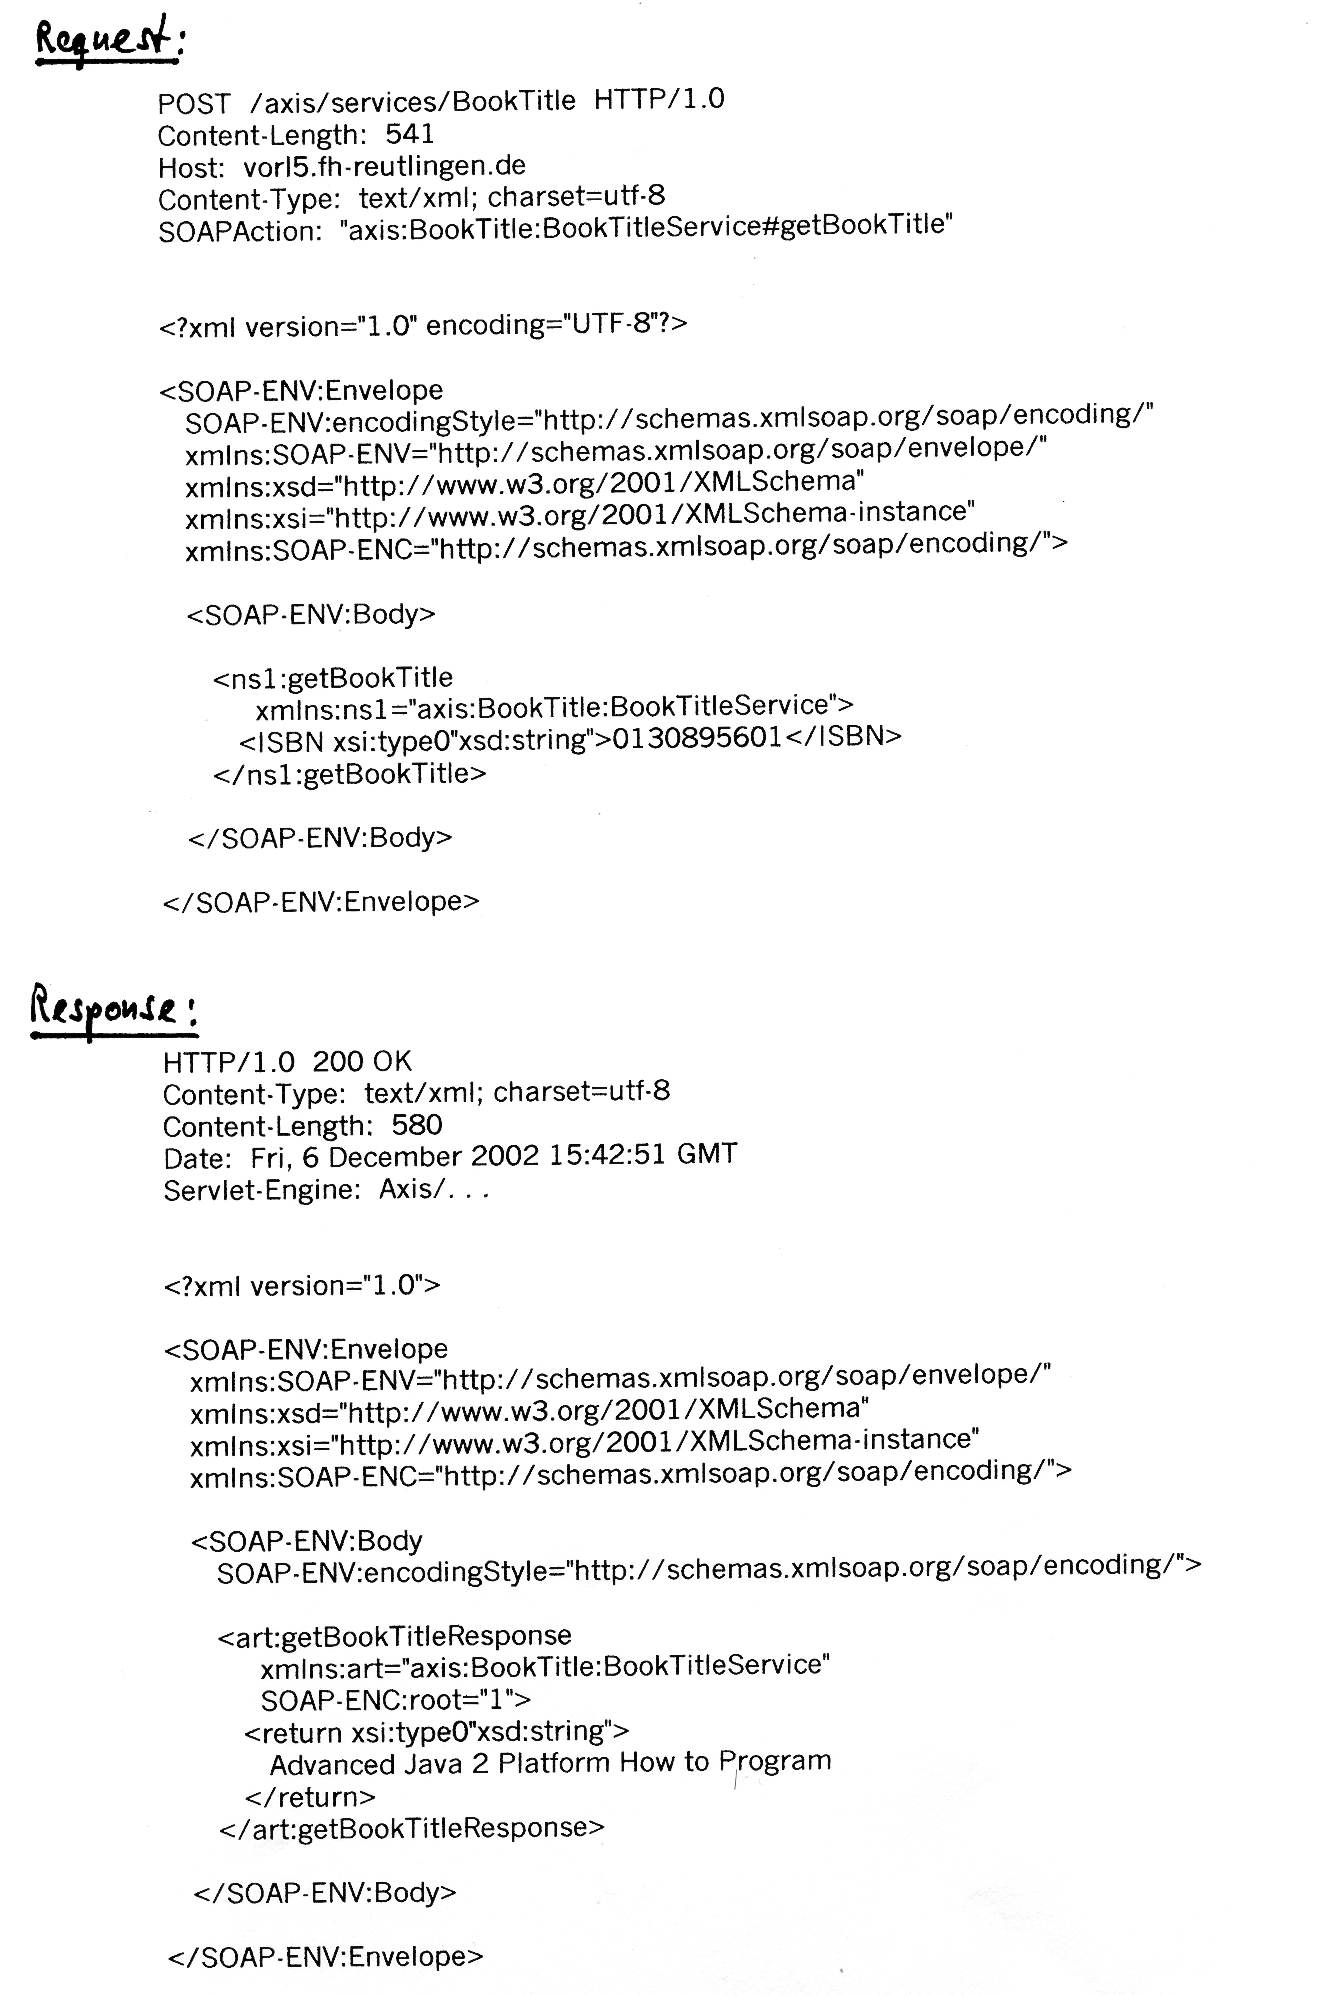 Request:
POST /axis/services/BookTitle HTTP/1.0
Content-Length: 541
Host: vorl5.fh-reutlingen.de
Content-Type: text/xml; charset=utf-8
SOAPAction: "axis:BookTitle:BookTitleService#getBookTitle"
<?xml version="1.0" encoding="UTF-8"?>
<SOAP-ENV:Envelope
SOAP-ENV:encodingStyle="http://schemas.xmlsoap.org/soap/encoding/"
xmlns:SOAP-ENV="http://schemas.xmlsoap.org/soap/envelope/"
xmlns:xsd="http://www.w3.org/2001/XMLSchema"
xmlns:xsi="http://www.w3.org/2001/XMLSchema-instance"
xmlns:SOAP-ENC="http://schemas.xmlsoap.org/soap/encoding/">
<SOAP-ENV:Body>
<ns1:getBookTitle
xmlns:ns1="axis:BookTitle:BookTitleService">
<ISBN xsi:type0"xsd:string">0130895601</ISBN>
</ns1:getBookTitle>
</SOAP-ENV:Body>
</SOAP-ENV:Envelope>
Response:
HTTP/1.0 200 OK
Content-Type: text/xml; charset=utf-8
Content-Length: 580
Date: Fri, 6 December 2002 15:42:51 GMT
Servlet-Engine: Axis/. . .
<?xml version="1.0">
<SOAP-ENV:Envelope
xmlns:SOAP-ENV="http://schemas.xmlsoap.org/soap/envelope/"
xmlns:xsd="http://www.w3.org/2001/XMLSchema"
xmlns:xsi="http://www.w3.org/2001/XMLSchema-instance"
xmlns:SOAP-ENC="http://schemas.xmlsoap.org/soap/encoding/">
<SOAP-ENV:Body
SOAP-ENV:encodingStyle="http://schemas.xmlsoap.org/soap/encoding/">
<art:getBookTitleResponse
xmlns:art="axis:BookTitle:BookTitleService"
SOAP-ENC:root="1">
<return xsi:type0"xsd:string">
Advanced Java 2 Platform How to Program
</return>
</art:getBookTitleResponse>
</SOAP-ENV:Body>
</SOAP-ENV:Envelope>